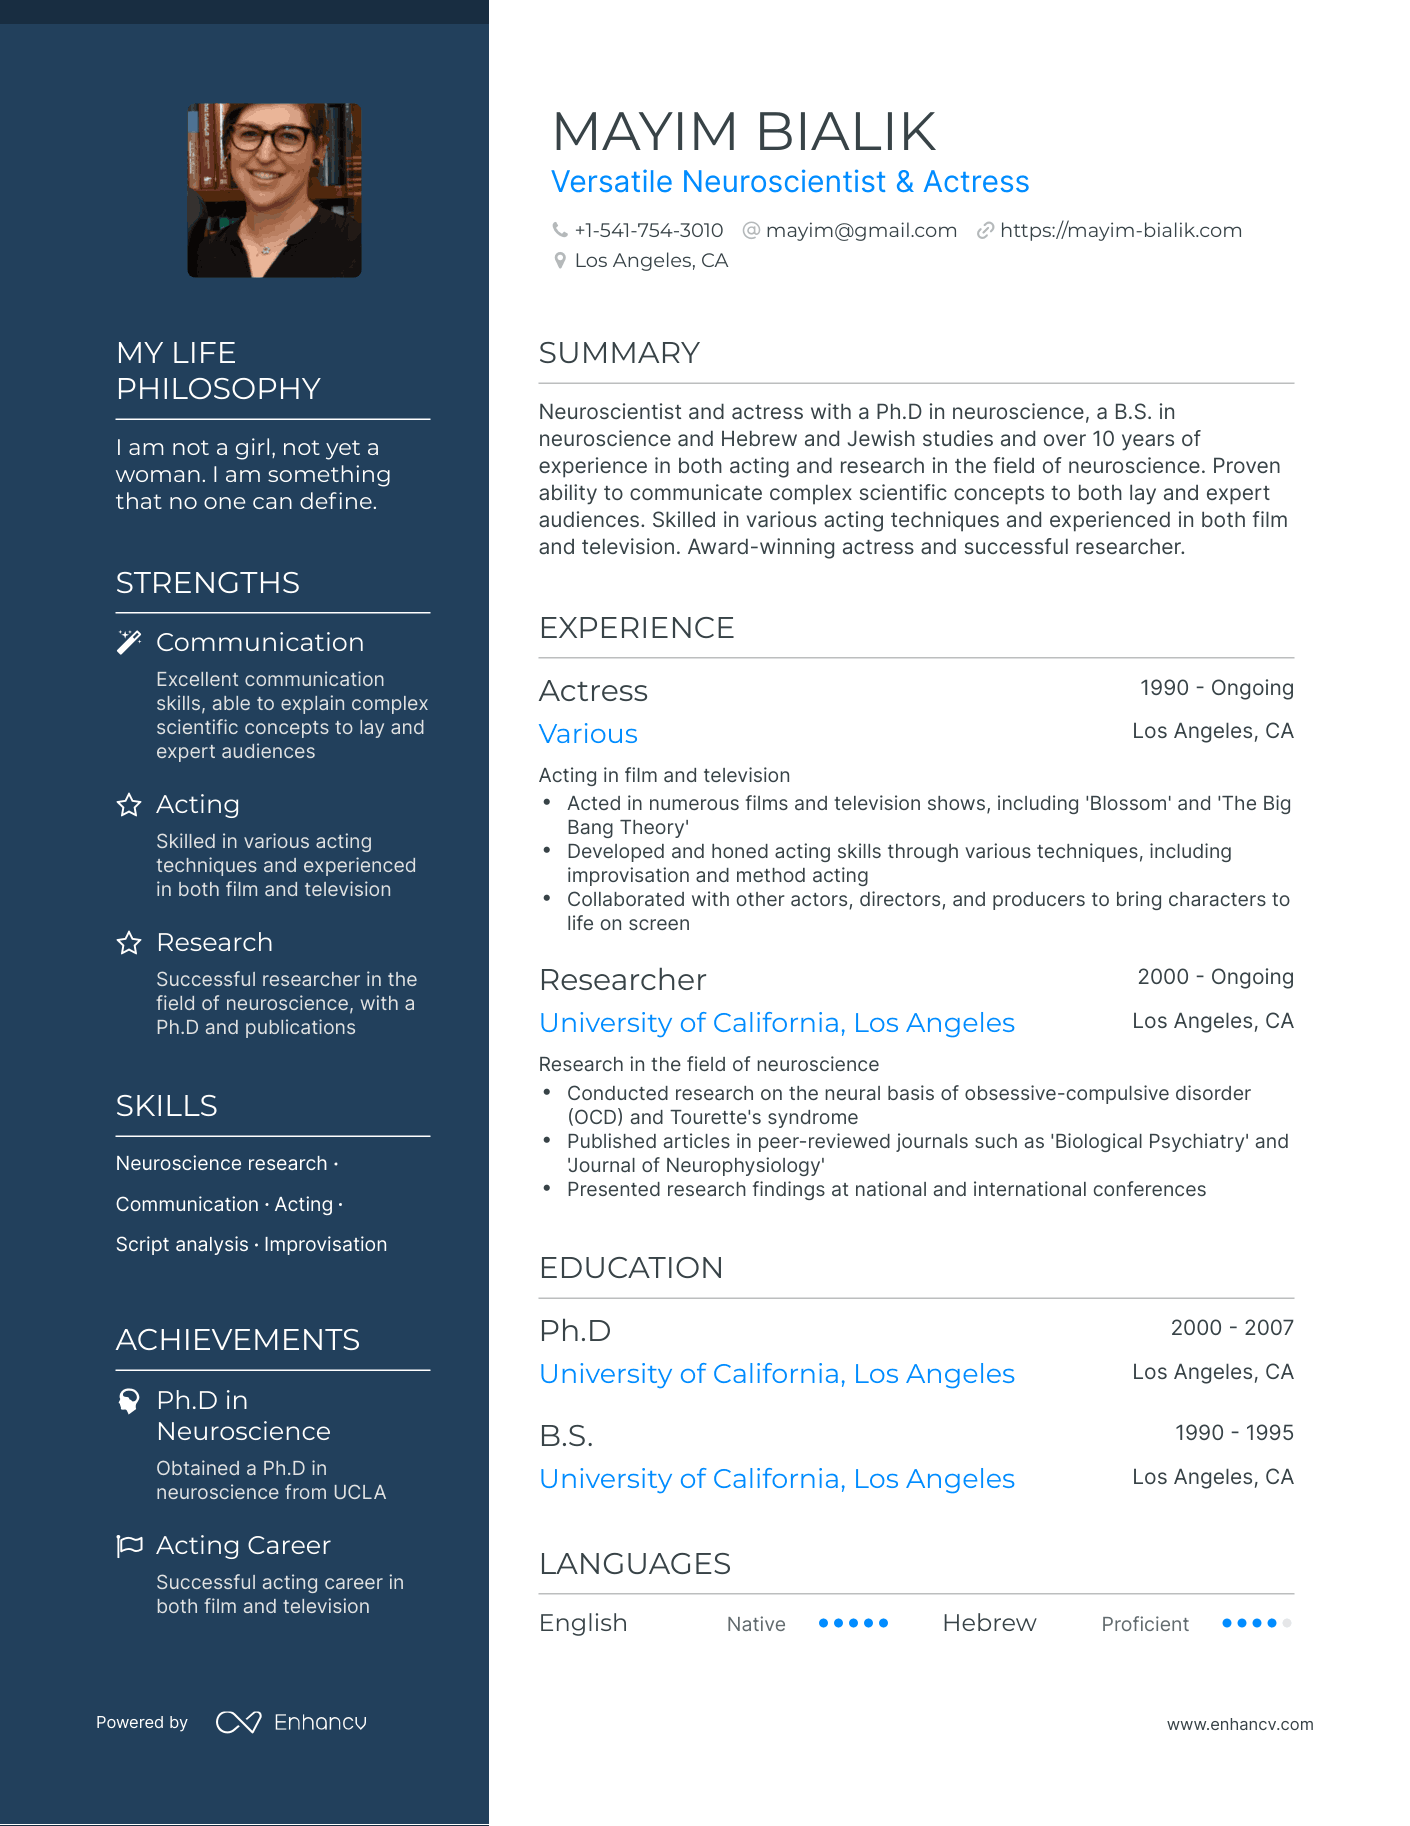 MAYIM BIALIK
Versatile Neuroscientist & Actress
+1-541-754-3010 @ mayim@gmail.com https://mayim-bialik.com
Los Angeles, CA
MY LIFE
PHILOSOPHY
I am not a girl, not yet a
woman. I am something
that no one can define.
STRENGTHS
Communication
Excellent communication
skills, able to explain complex
scientific concepts to lay and
expert audiences
Acting
Skilled in various acting
techniques and experienced
in both film and television
Research
Successful researcher in the
field of neuroscience, with a
Ph.D and publications
SKILLS
Neuroscience research ·
Communication · Acting ·
Script analysis · Improvisation
ACHIEVEMENTS
Ph.D in
Neuroscience
Obtained a Ph.D in
neuroscience from UCLA
Acting Career
Successful acting career in
both film and television
SUMMARY
Neuroscientist and actress with a Ph.D in neuroscience, a B.S. in
neuroscience and Hebrew and Jewish studies and over 10 years of
experience in both acting and research in the field of neuroscience. Proven
ability to communicate complex scientific concepts to both lay and expert
audiences. Skilled in various acting techniques and experienced in both film
and television. Award-winning actress and successful researcher.
EXPERIENCE
Actress 1990 - Ongoing
Various Los Angeles, CA
Acting in film and television
• Acted in numerous films and television shows, including 'Blossom' and 'The Big
Bang Theory'
• Developed and honed acting skills through various techniques, including
improvisation and method acting
• Collaborated with other actors, directors, and producers to bring characters to
life on screen
Researcher 2000 - Ongoing
University of California, Los Angeles Los Angeles, CA
Research in the field of neuroscience
• Conducted research on the neural basis of obsessive-compulsive disorder
(OCD) and Tourette's syndrome
• Published articles in peer-reviewed journals such as 'Biological Psychiatry' and
'Journal of Neurophysiology'
• Presented research findings at national and international conferences
EDUCATION
Ph.D 2000 - 2007
University of California, Los Angeles Los Angeles, CA
B.S. 1990 - 1995
University of California, Los Angeles Los Angeles, CA
LANGUAGES
English Native Hebrew Proficient
Powered by Enhancv
www.enhancv.com